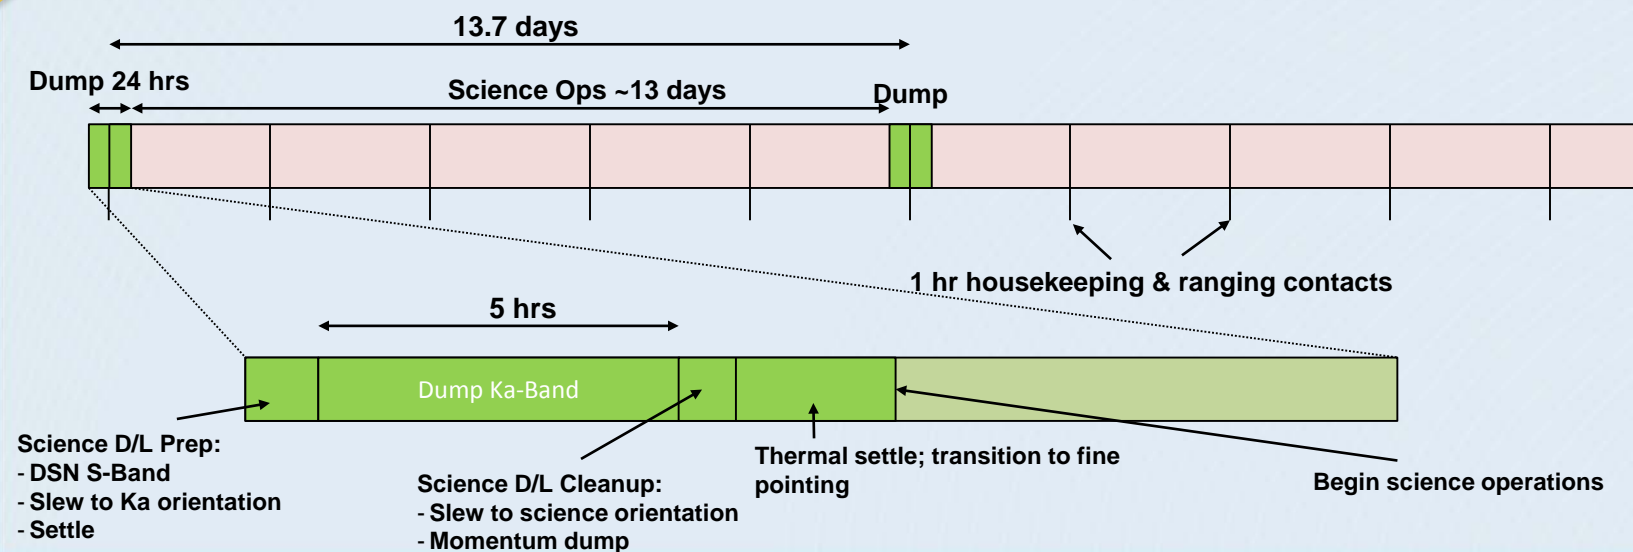 13.7 days
Dump 24 hrs
Science Ops ~13 days
Dump
1 hr housekeeping & ranging contacts
5 hrs
Dump Ka-Band
Science D/L Prep:
- DSN S-Band
- Slew to Ka orientation
- Settle
Science D/L Cleanup:
- Slew to science orientation
- Momentum dump
Thermal settle; transition to fine
pointing
Begin science operations